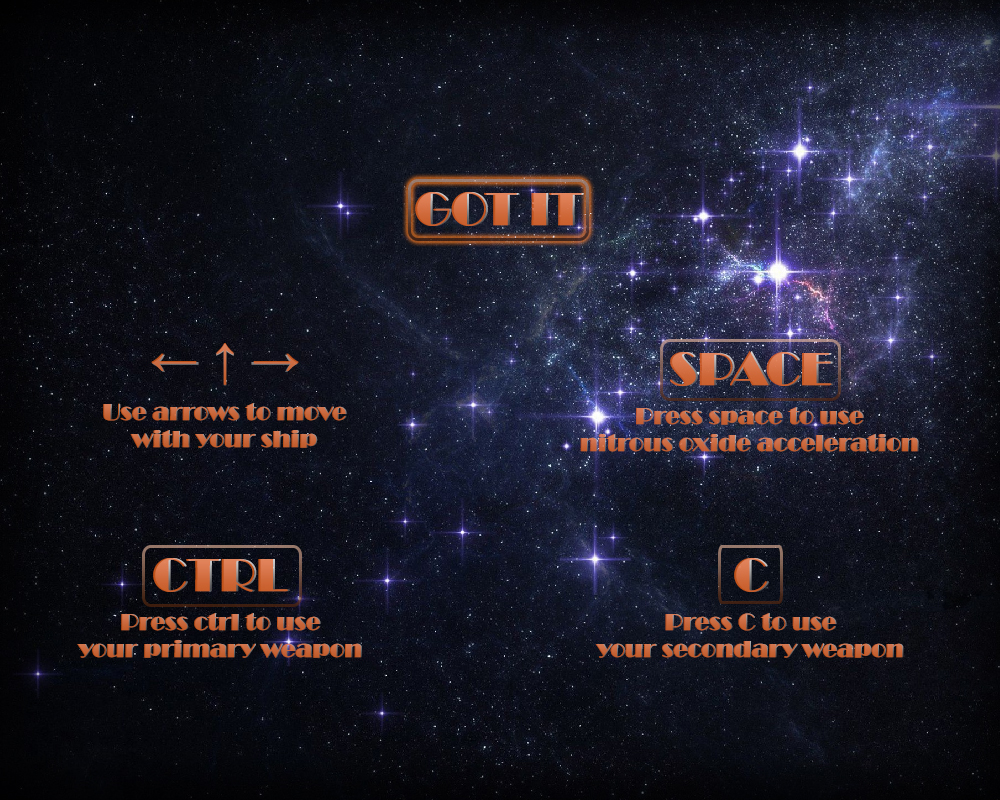 GOT IT
← ↑ →
Use arrows to move
with your ship
SPACE
Press space to use
nitrous oxide acceleration
CTRL
Press ctrl to use
your primary weapon
C
Press C to use
your secondary weapon